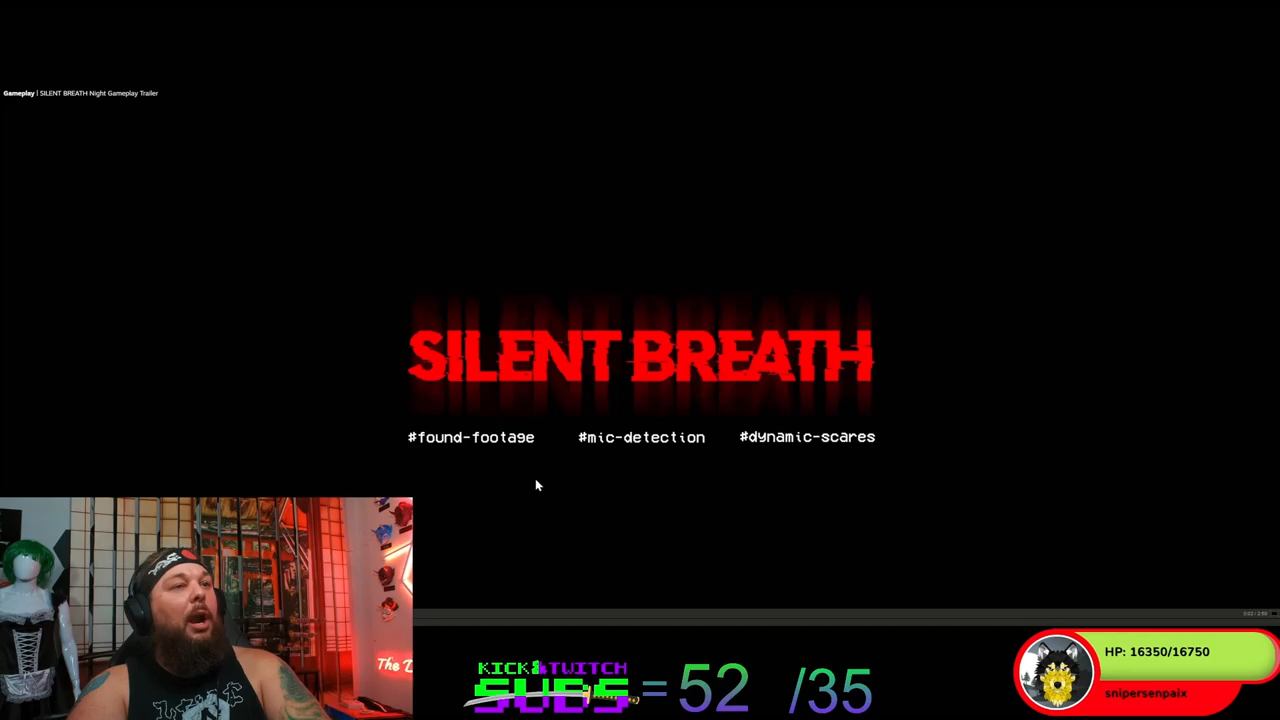 Gameplay | SILENT BREATH Night Gameplay Trailer
SILENT BREATH
#found-footage #mic-detection #dynamic-scares
The D
KICK & TWITCH
SUBS = 52 /35
HP: 16350/16750
snipersenpaix